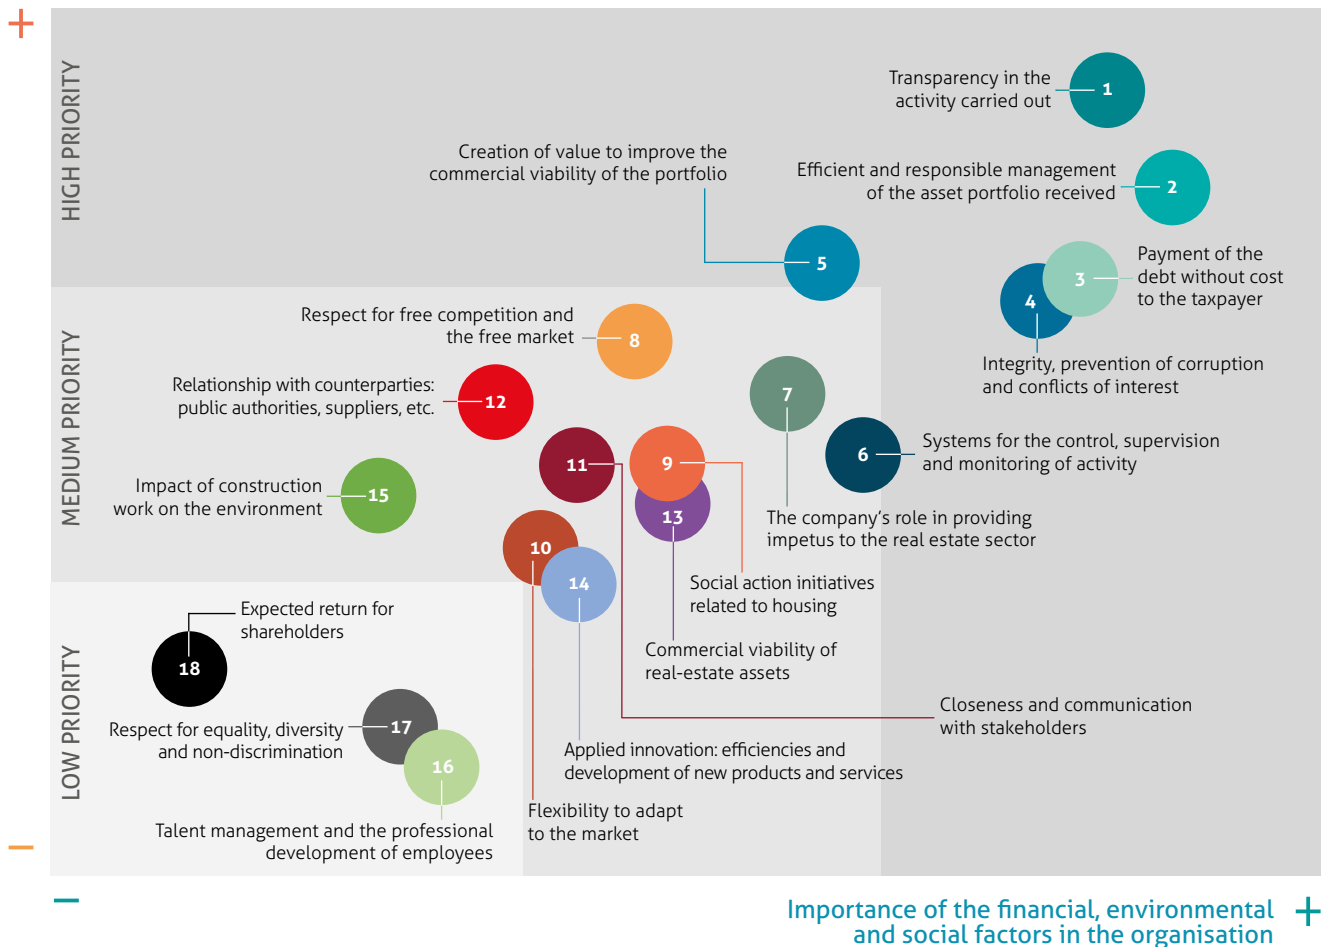 +
HIGH PRIORITY
Transparency in the
activity carried out
1
Creation of value to improve the
commercial viability of the portfolio
Efficient and responsible management
of the asset portfolio received
2
5
Payment of the
debt without cost
to the taxpayer
3
4
Integrity, prevention of corruption
and conflicts of interest
MEDIUM PRIORITY
Respect for free competition and
the free market
8
Relationship with counterparties:
public authorities, suppliers, etc.
12
7
6
Systems for the control, supervision
and monitoring of activity
11
9
Impact of construction
work on the environment
15
13
The company's role in providing
impetus to the real estate sector
10
14
Social action initiatives
related to housing
LOW PRIORITY
Expected return for
shareholders
18
Commercial viability of
real-estate assets
Closeness and communication
with stakeholders
Respect for equality, diversity
and non-discrimination
17
16
Applied innovation: efficiencies and
development of new products and services
Flexibility to adapt
to the market
Talent management and the professional
development of employees
−
−
Importance of the financial, environmental
and social factors in the organisation
+